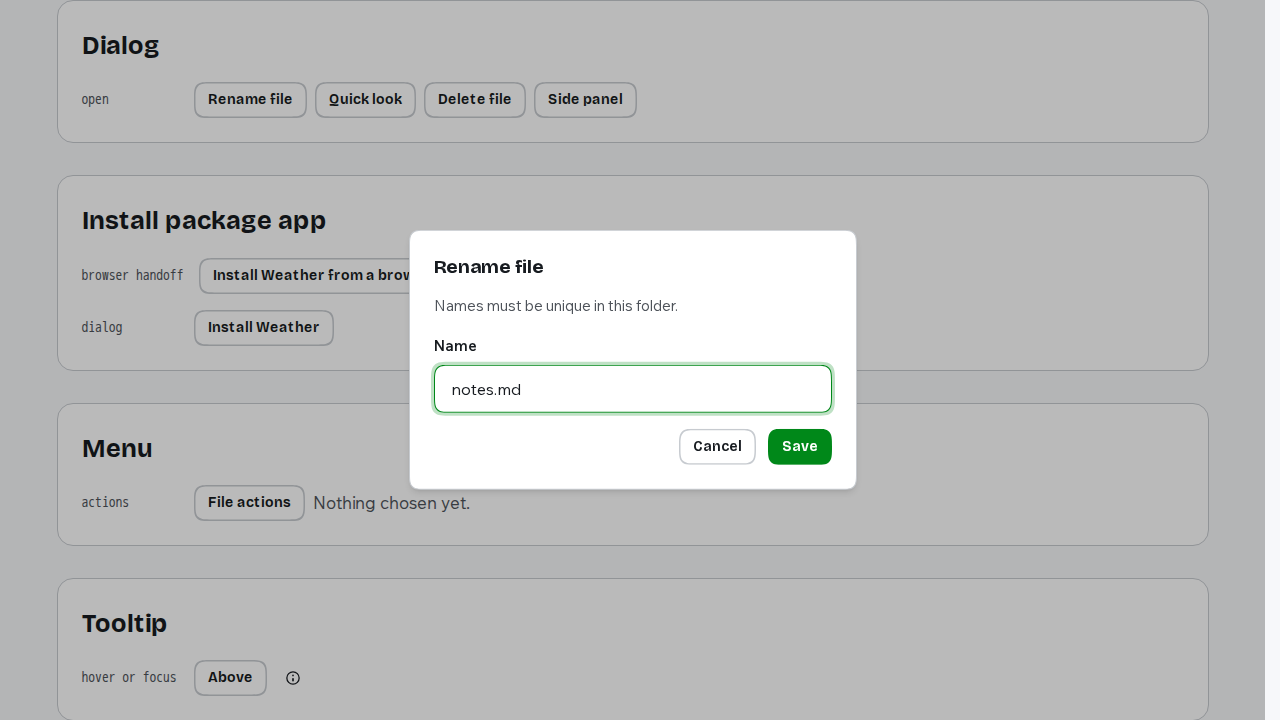 Dialog
open Rename file Quick look Delete file Side panel
Install package app
browser handoff Install Weather from a brow
dialog Install Weather
Rename file
Names must be unique in this folder.
Name
notes.md
Cancel Save
Menu
actions File actions Nothing chosen yet.
Tooltip
hover or focus Above